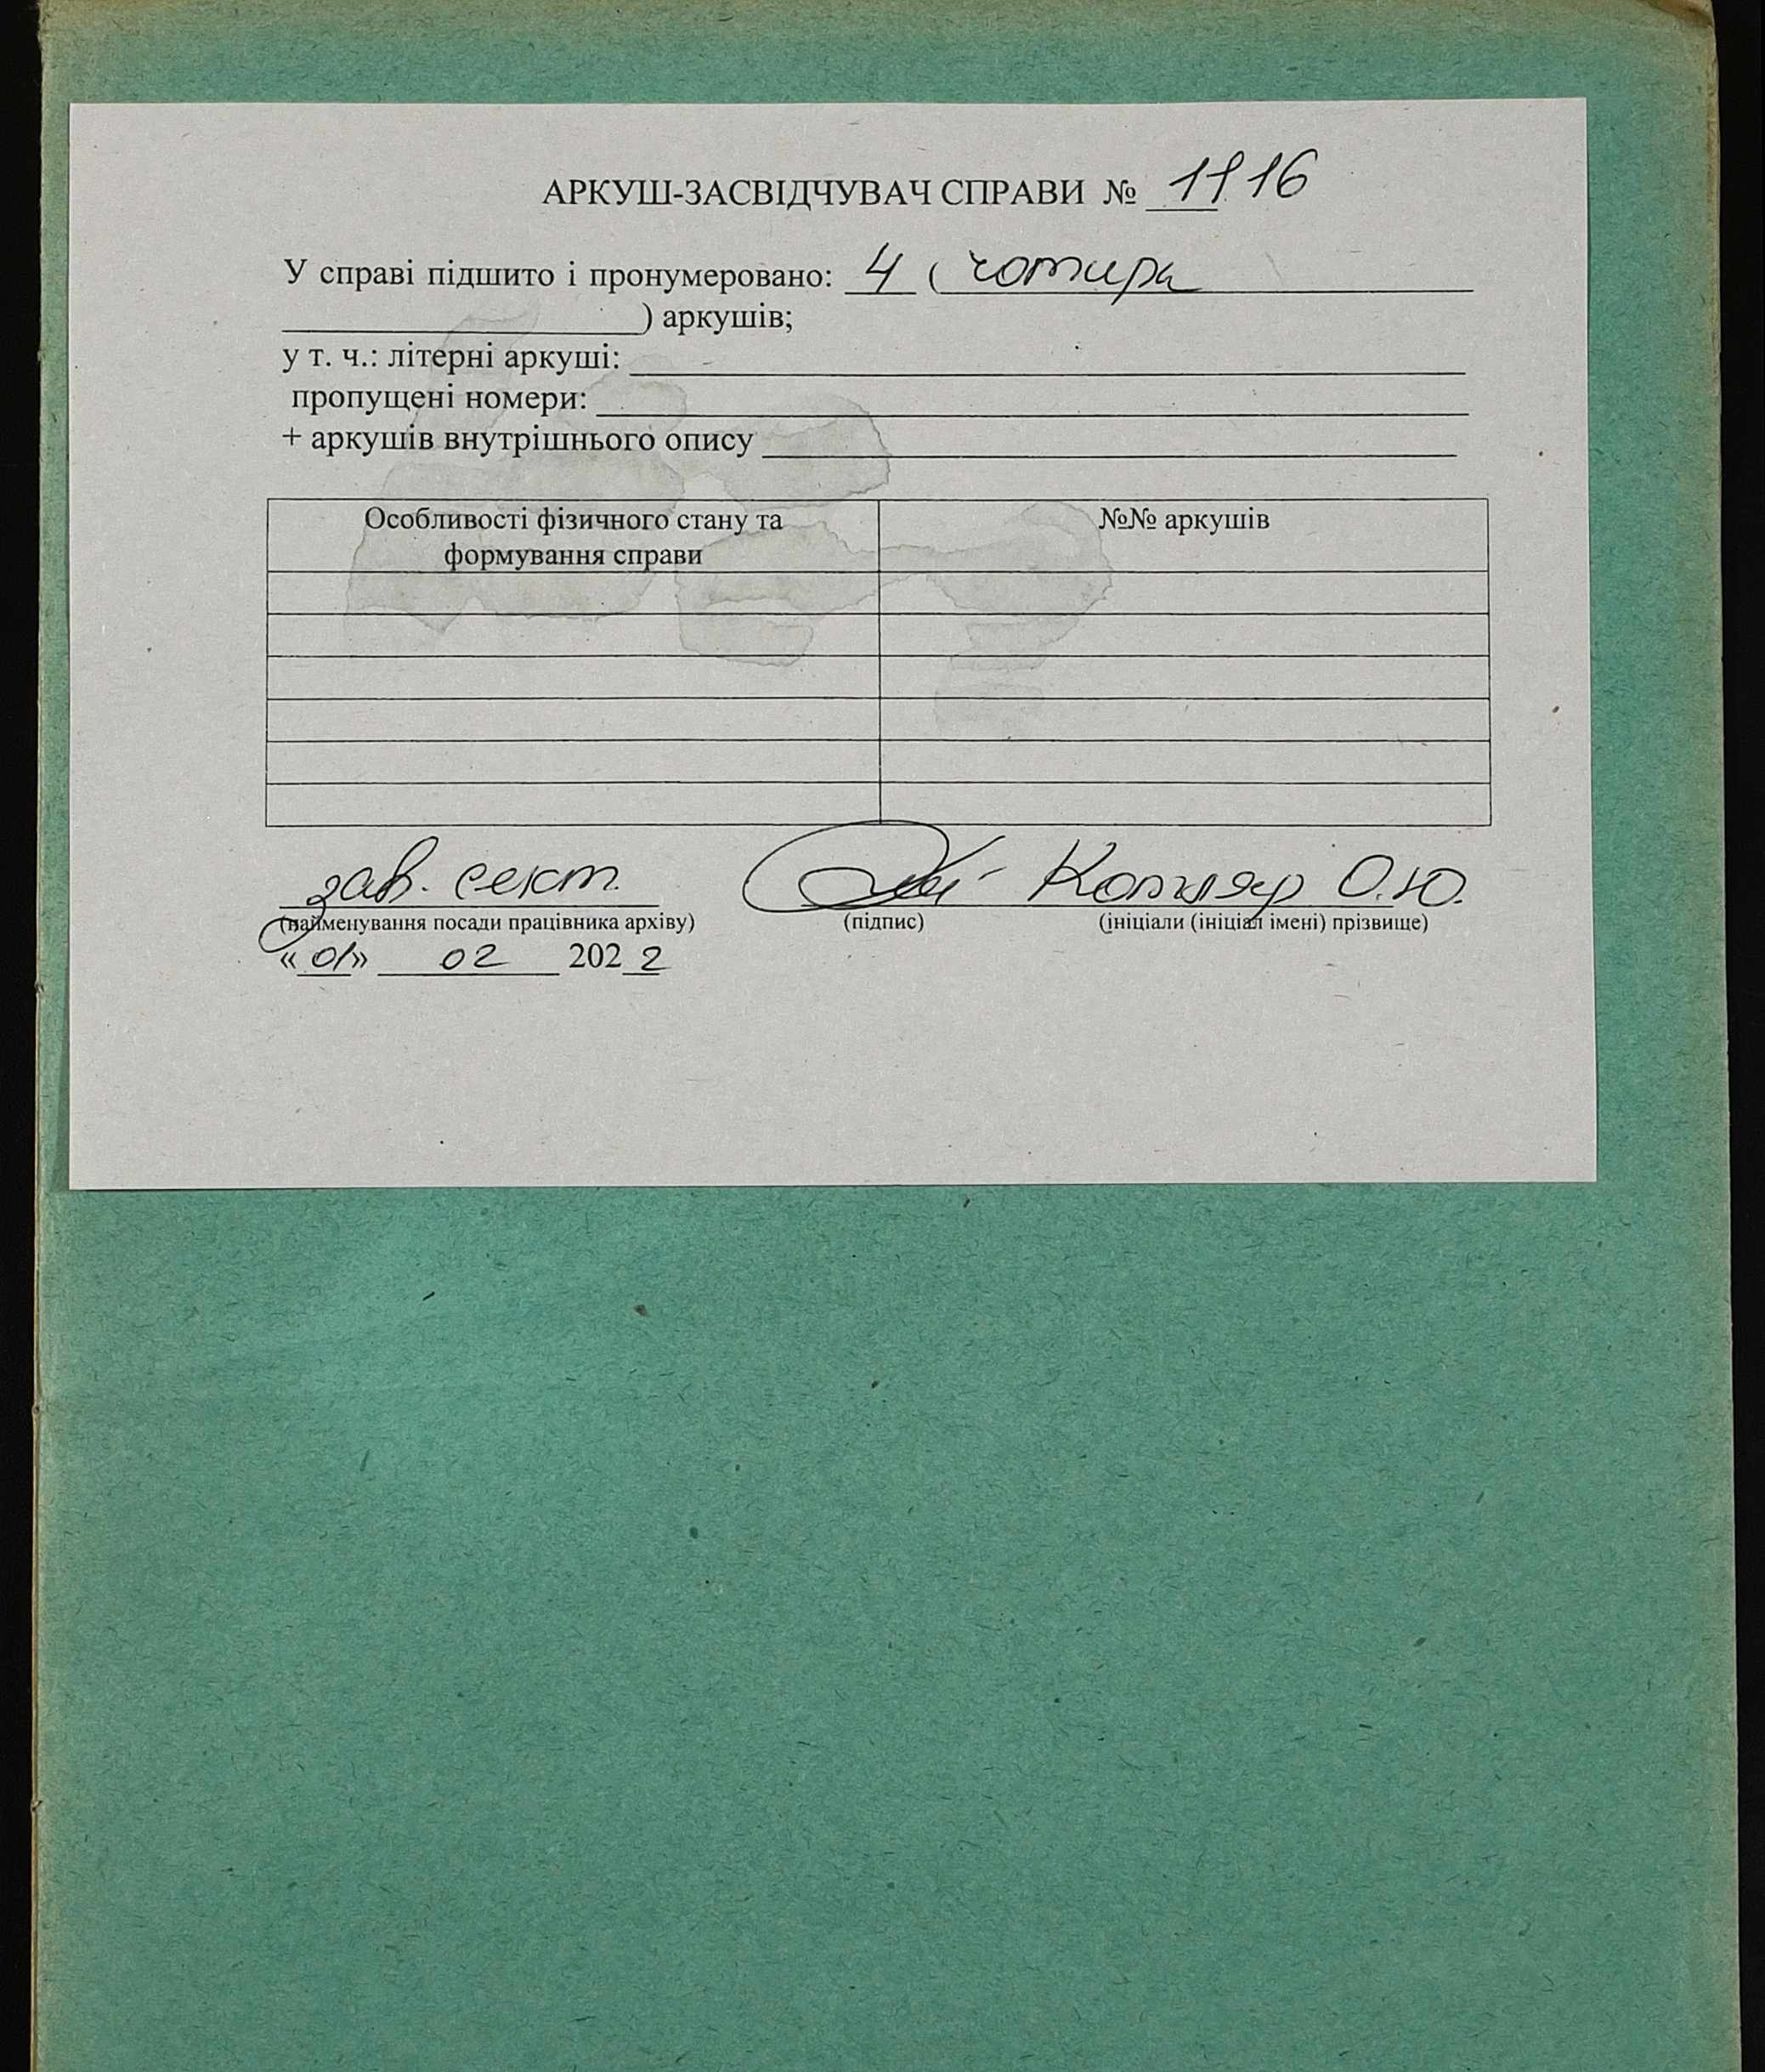 АРКУШ-ЗАСВІДЧУВАЧ СПРАВИ № 1116
У справі підшито і пронумеровано: 4 ( чотири
) аркушів;
у т. ч.: літерні аркуші:
пропущені номери:
+ аркушів внутрішнього опису
Особливості фізичного стану та формування справи №№ аркушів
зав. сект. Котляр О.Ю.
(найменування посади працівника архіву) (підпис) (ініціали (ініціал імені) прізвище)
«01» 02 2022